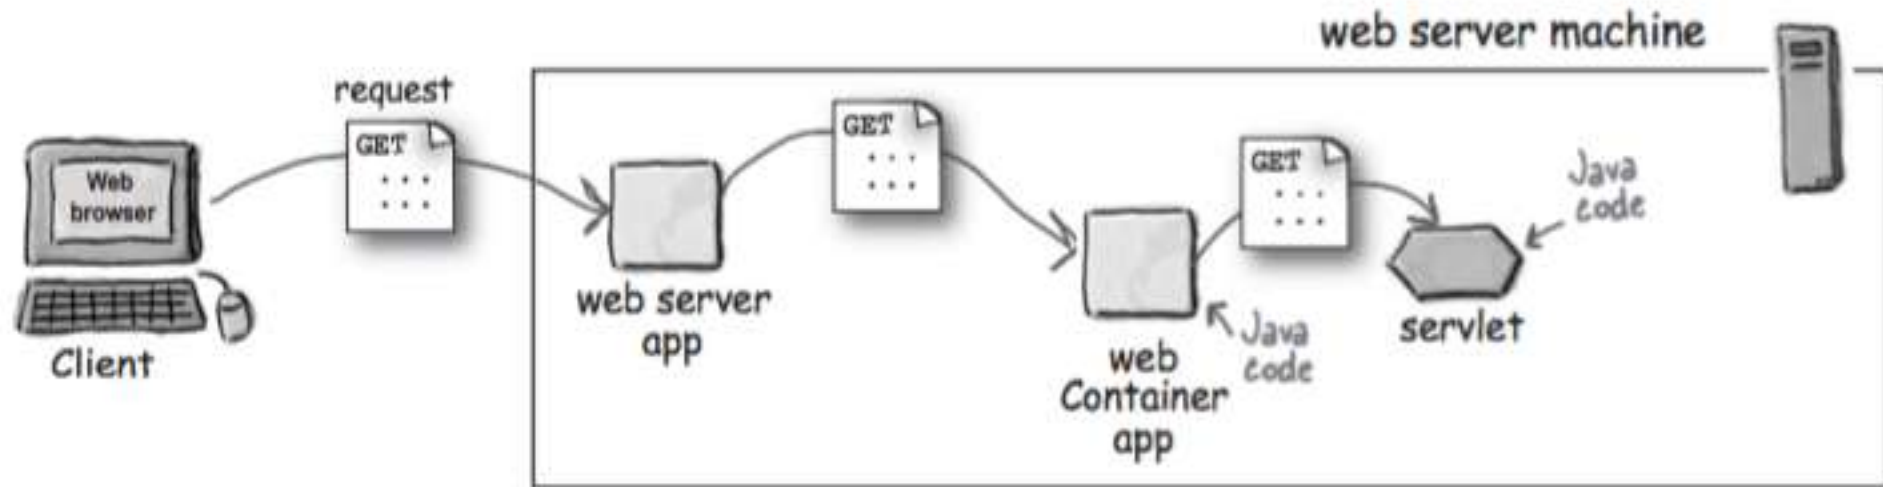 web server machine
request
GET
Web
browser
Client
web server
app
GET
web
Container
app
Java
code
GET
servlet
Java
code